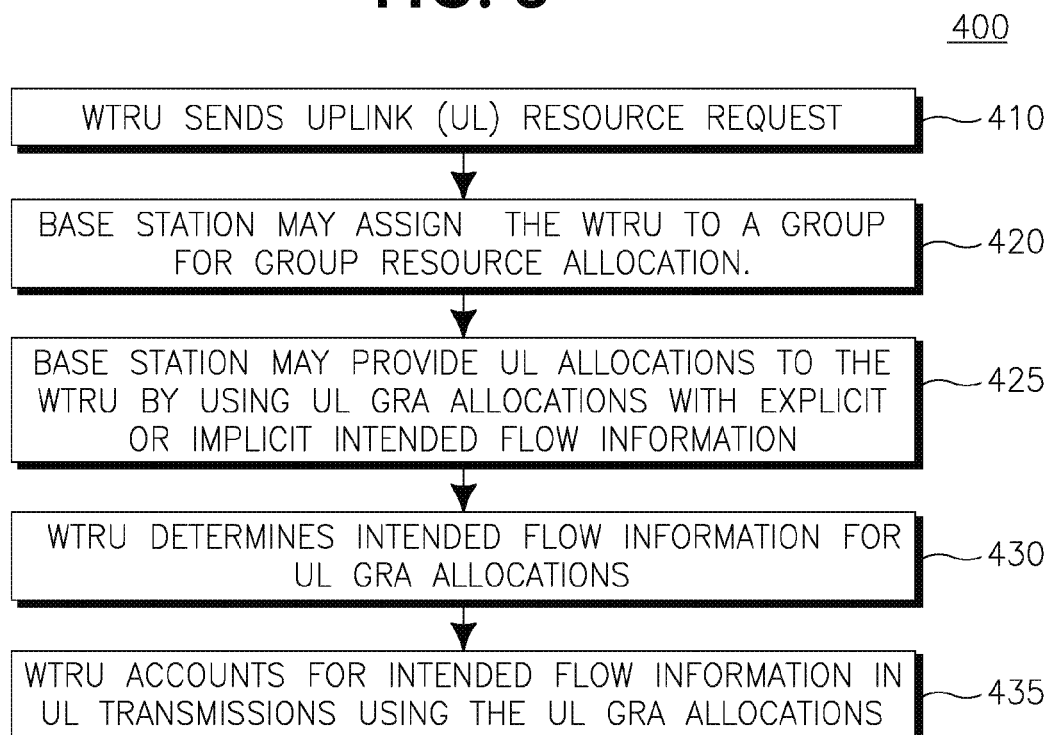 400
WTRU SENDS UPLINK (UL) RESOURCE REQUEST
410
BASE STATION MAY ASSIGN THE WTRU TO A GROUP
FOR GROUP RESOURCE ALLOCATION.
420
BASE STATION MAY PROVIDE UL ALLOCATIONS TO THE
WTRU BY USING UL GRA ALLOCATIONS WITH EXPLICIT
OR IMPLICIT INTENDED FLOW INFORMATION
425
WTRU DETERMINES INTENDED FLOW INFORMATION FOR
UL GRA ALLOCATIONS
430
WTRU ACCOUNTS FOR INTENDED FLOW INFORMATION IN
UL TRANSMISSIONS USING THE UL GRA ALLOCATIONS
435